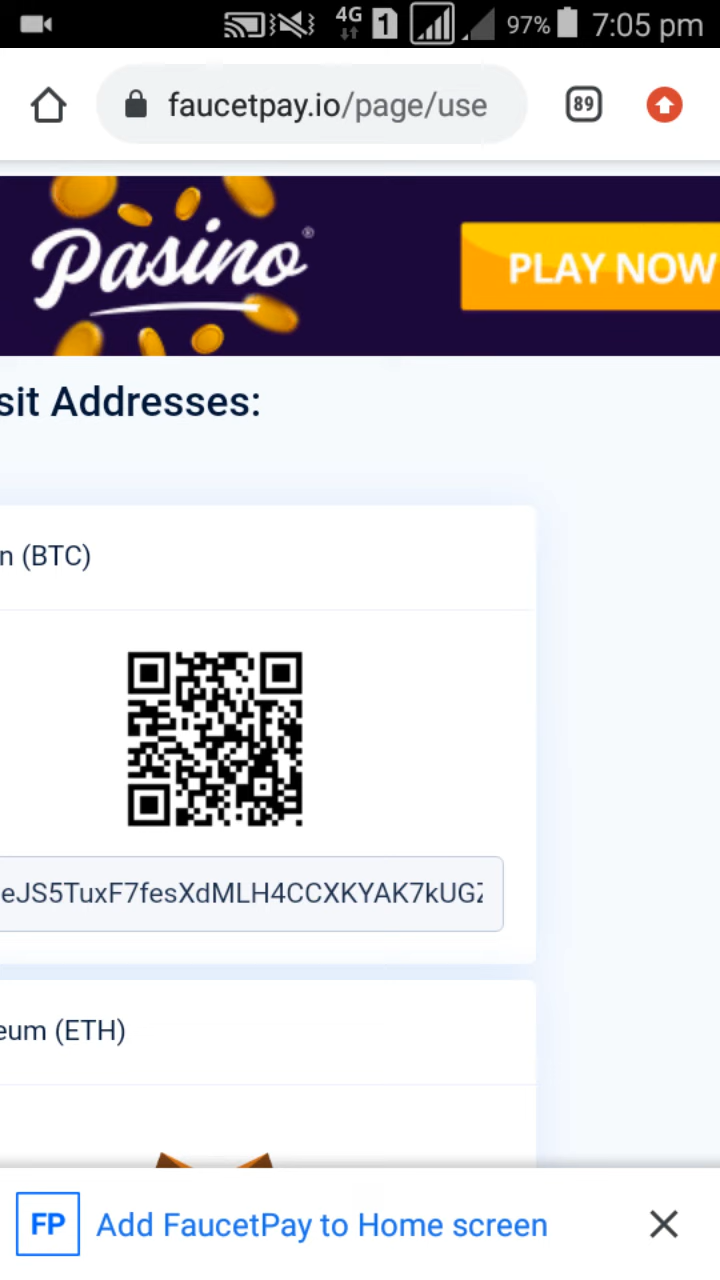 4G 1 97% 7:05 pm
faucetpay.io/page/use 89
Pasino®
PLAY NOW
sit Addresses:
n (BTC)
eJS5TuxF7fesXdMLH4CCXKYAK7kUGZ
eum (ETH)
FP Add FaucetPay to Home screen